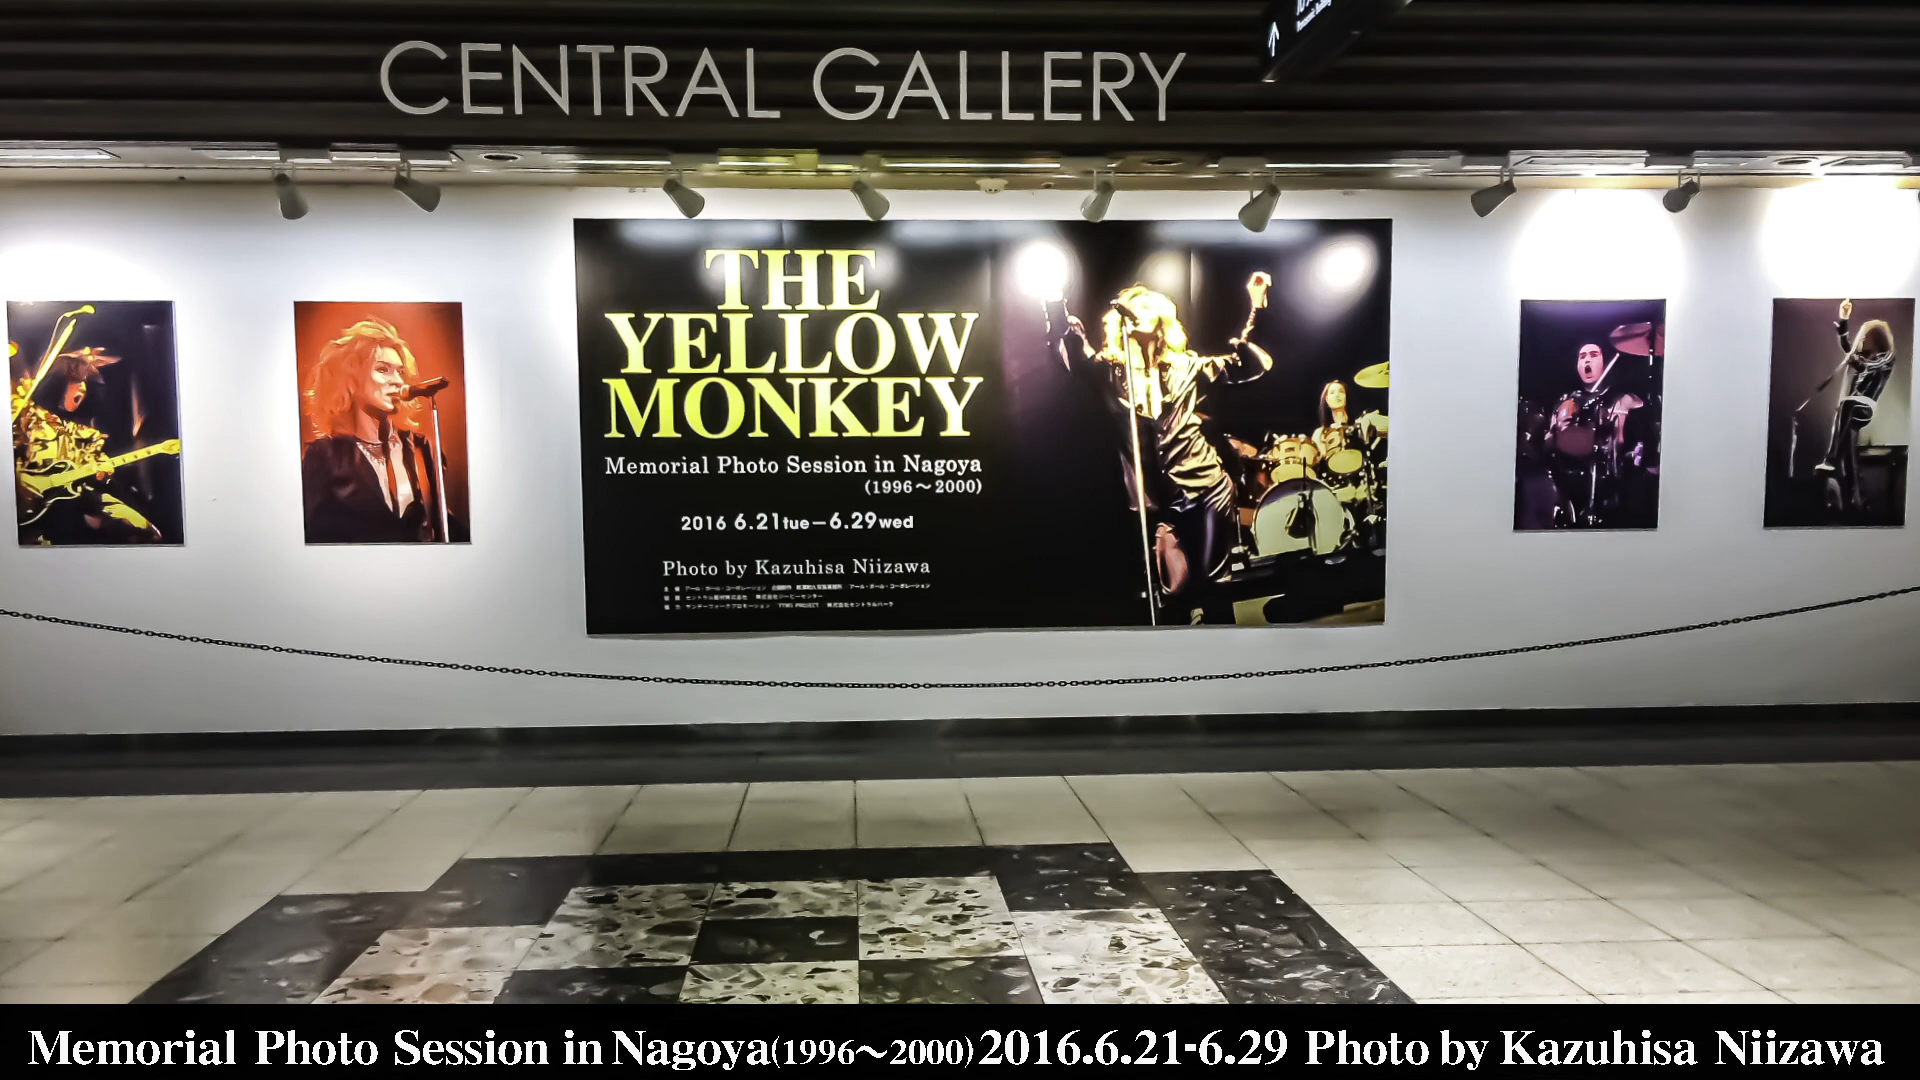 CENTRAL GALLERY
THE
YELLOW
MONKEY
Memorial Photo Session in Nagoya
(1996～2000)
2016 6.21tue－6.29wed
Photo by Kazuhisa Niizawa
Memorial Photo Session in Nagoya(1996～2000)2016.6.21-6.29 Photo by Kazuhisa Niizawa